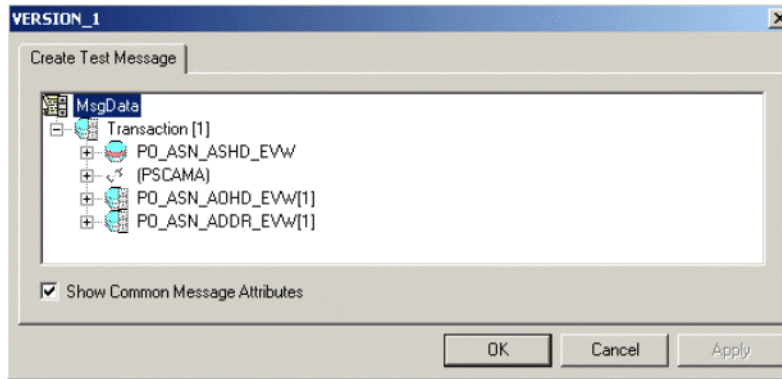 VERSION_1
Create Test Message
MsgData
Transaction [1]
PO_ASN_ASHD_EVW
(PSCAMA)
PO_ASN_AOHD_EVW[1]
PO_ASN_ADDR_EVW[1]
Show Common Message Attributes
OK Cancel Apply